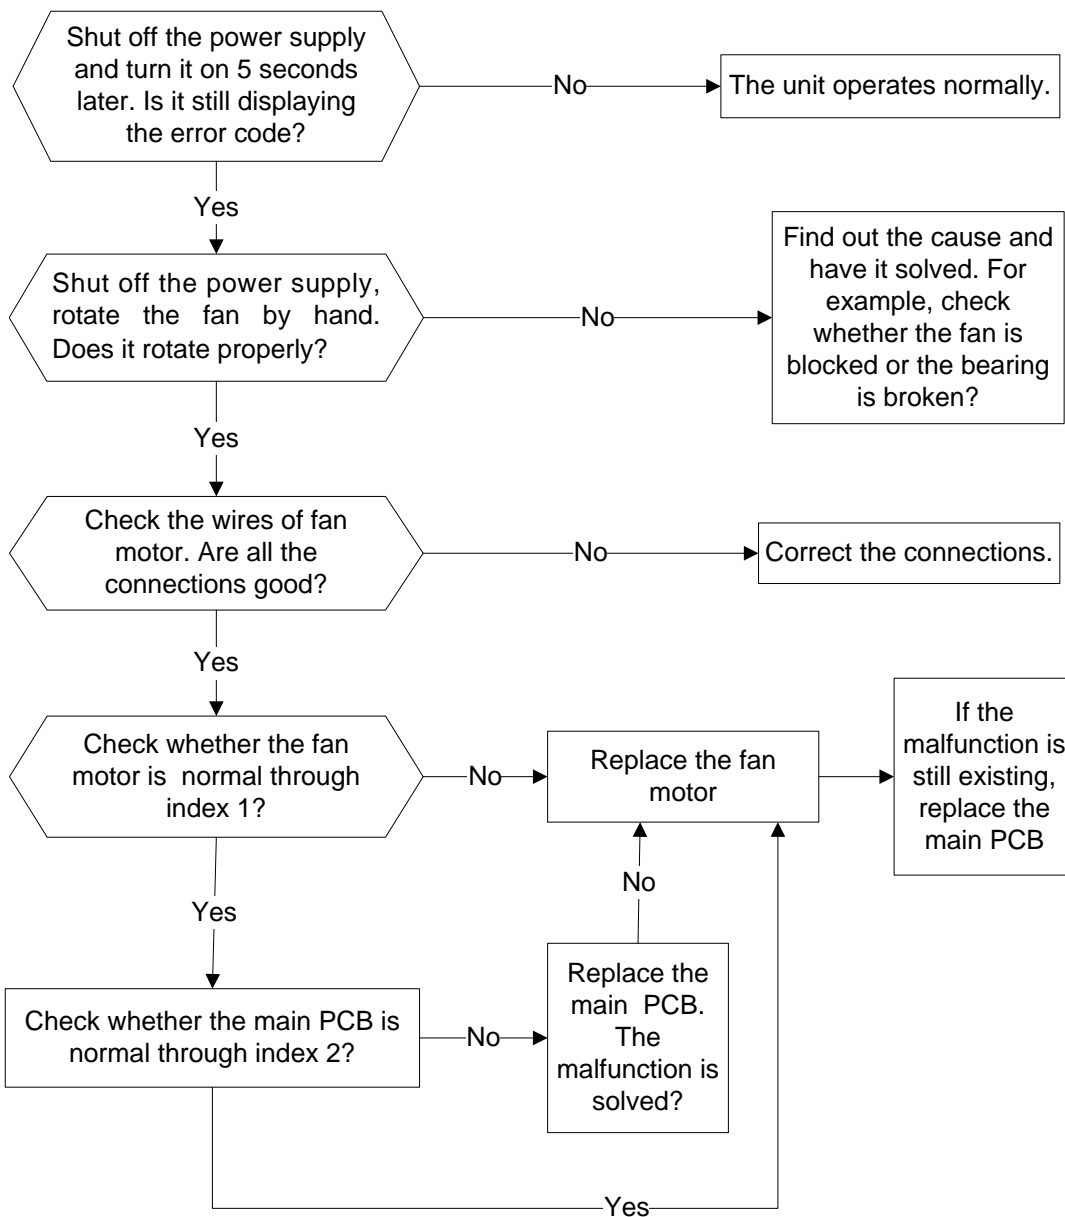 Shut off the power supply
and turn it on 5 seconds
later. Is it still displaying
the error code?
No
The unit operates normally.
Yes
Shut off the power supply,
rotate the fan by hand.
Does it rotate properly?
No
Find out the cause and
have it solved. For
example, check
whether the fan is
blocked or the bearing
is broken?
Yes
Check the wires of fan
motor. Are all the
connections good?
No
Correct the connections.
Yes
Check whether the fan
motor is normal through
index 1?
No
Replace the fan
motor
If the
malfunction is
still existing,
replace the
main PCB
Yes
No
Check whether the main PCB is
normal through index 2?
No
Replace the
main PCB.
The
malfunction is
solved?
Yes